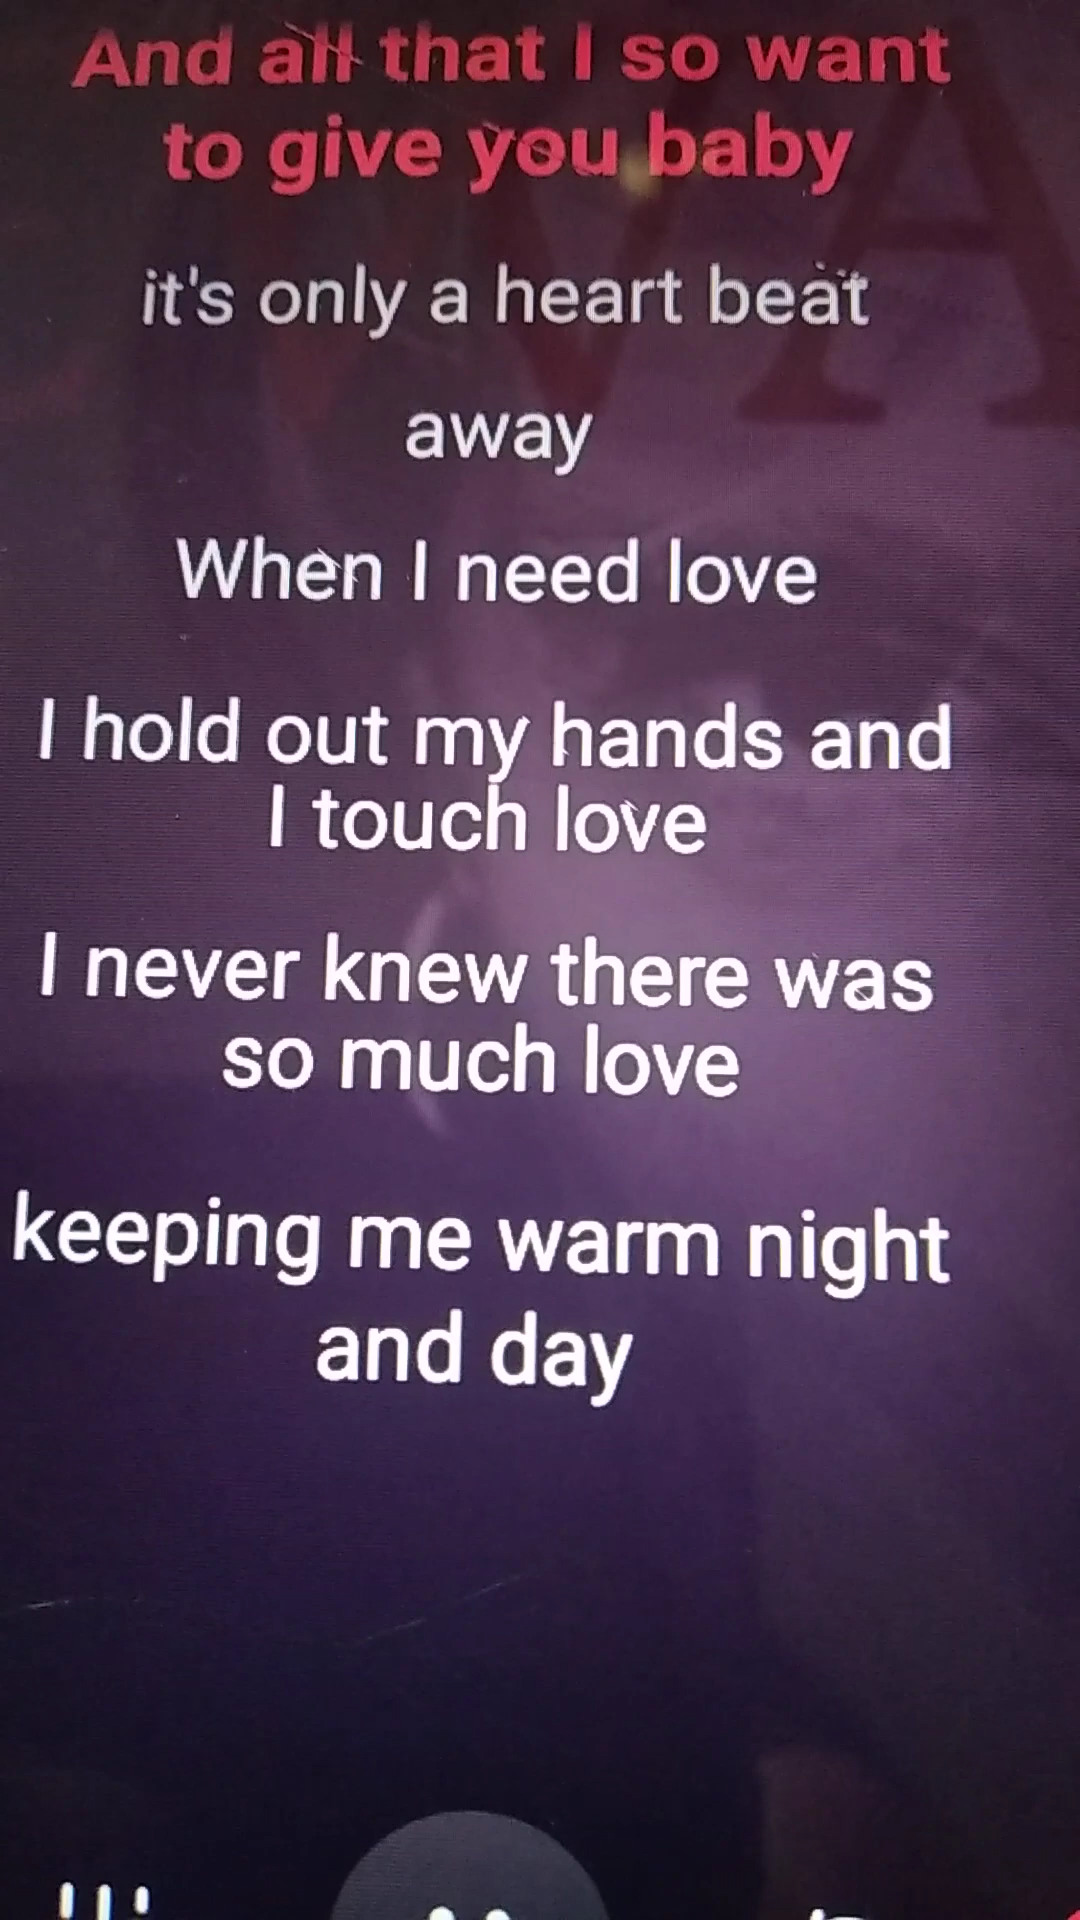 And all that I so want
to give you baby
it's only a heart beat
away
When I need love
I hold out my hands and
I touch love
I never knew there was
so much love
keeping me warm night
and day